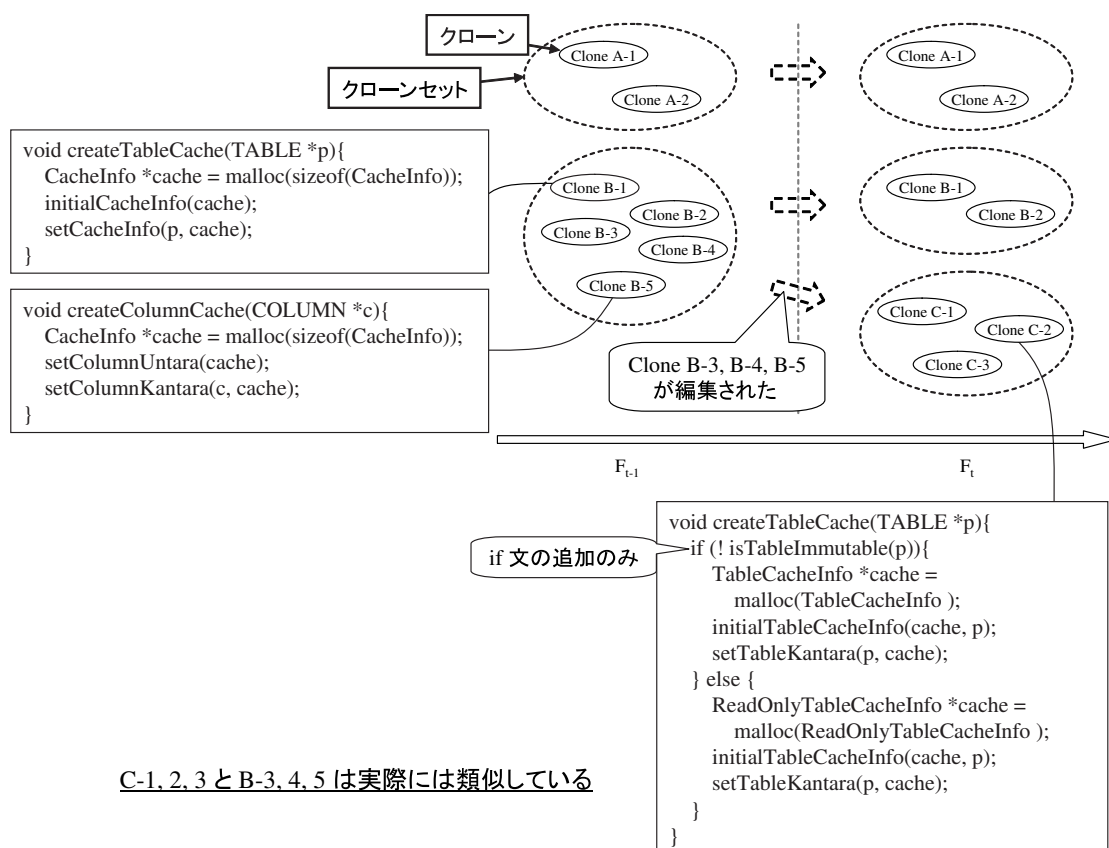 クローン
クローンセット
Clone A-1
Clone A-2
Clone A-1
Clone A-2
void createTableCache(TABLE *p){
CacheInfo *cache = malloc(sizeof(CacheInfo));
initialCacheInfo(cache);
setCacheInfo(p, cache);
}
Clone B-1
Clone B-2
Clone B-3
Clone B-4
Clone B-5
Clone B-1
Clone B-2
void createColumnCache(COLUMN *c){
CacheInfo *cache = malloc(sizeof(CacheInfo));
setColumnUntara(cache);
setColumnKantara(c, cache);
}
Clone B-3, B-4, B-5
が編集された
Clone C-1
Clone C-2
Clone C-3
Ft-1
Ft
if 文の追加のみ
void createTableCache(TABLE *p){
if (! isTableImmutable(p)){
TableCacheInfo *cache =
malloc(TableCacheInfo );
initialTableCacheInfo(cache, p);
setTableKantara(p, cache);
} else {
ReadOnlyTableCacheInfo *cache =
malloc(ReadOnlyTableCacheInfo );
initialTableCacheInfo(cache, p);
setTableKantara(p, cache);
}
}
C-1, 2, 3 と B-3, 4, 5 は実際には類似している